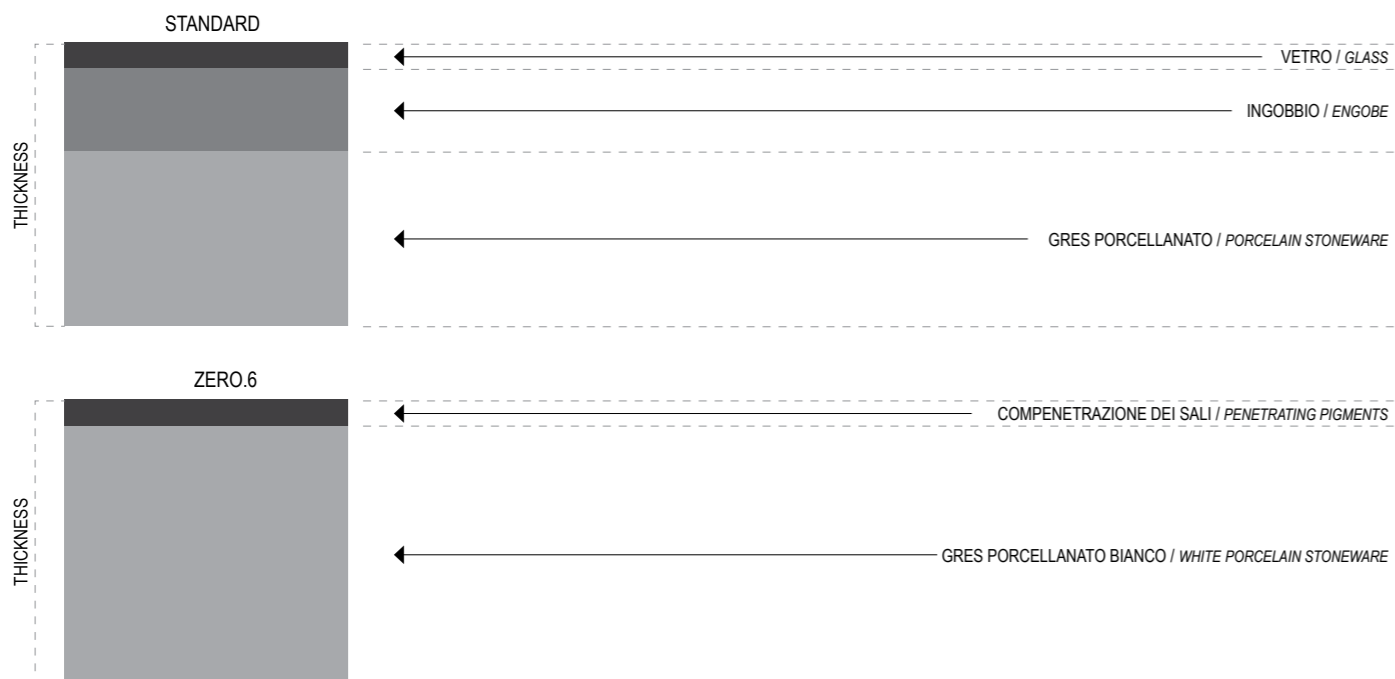 STANDARD
THICKNESS
VETRO / GLASS
INGOBBIO / ENGOBE
GRES PORCELLANATO / PORCELAIN STONEWARE
ZERO.6
THICKNESS
COMPENETRAZIONE DEI SALI / PENETRATING PIGMENTS
GRES PORCELLANATO BIANCO / WHITE PORCELAIN STONEWARE